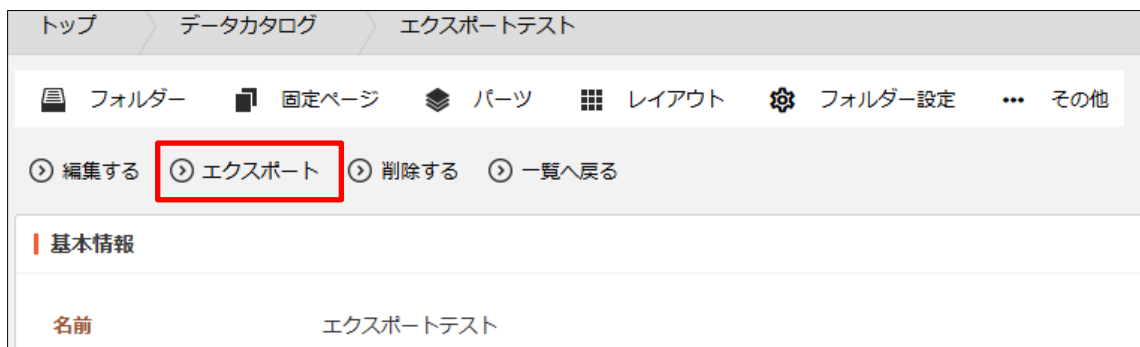 トップ データカタログ エクスポートテスト
フォルダー 固定ページ パーツ レイアウト フォルダー設定 ••• その他
編集する エクスポート 削除する 一覧へ戻る
基本情報
名前 エクスポートテスト